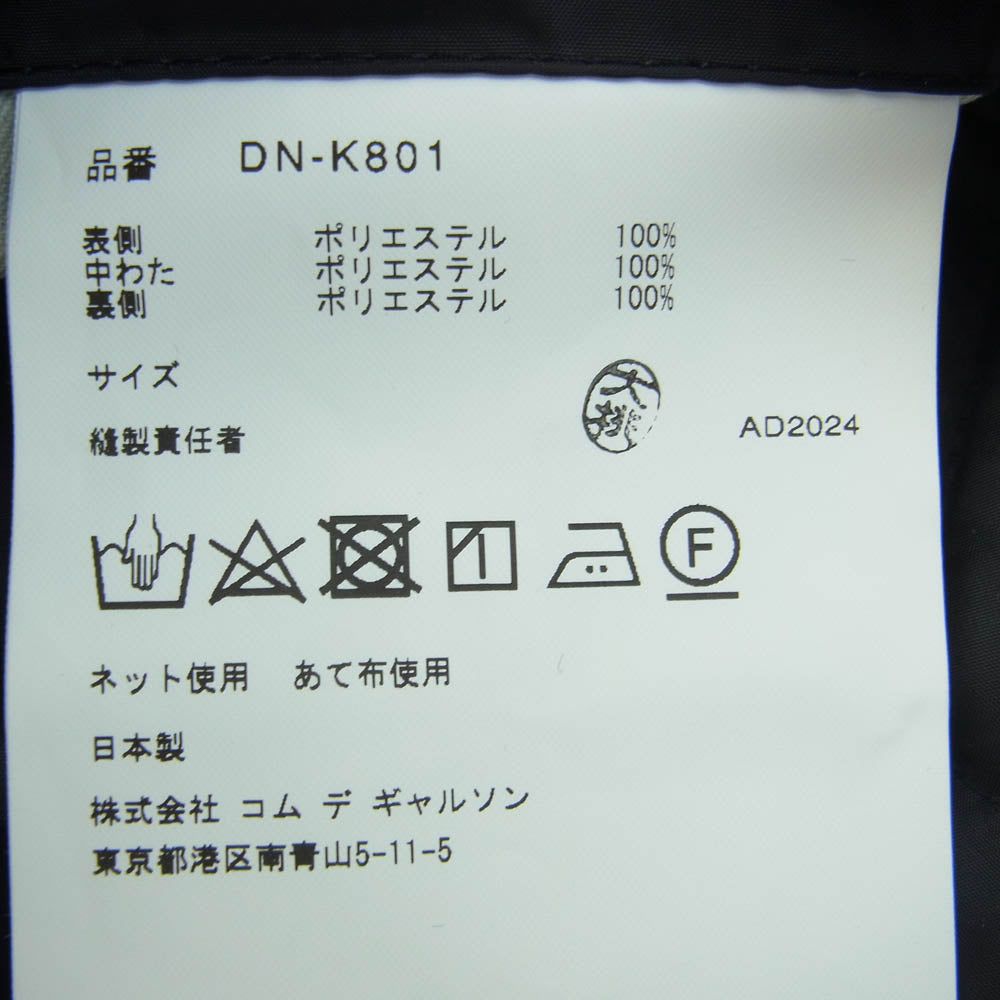 品番 DN-K801
表側 ポリエステル 100%
中わた ポリエステル 100%
裏側 ポリエステル 100%
サイズ
縫製責任者 大桃 AD2024
F
ネット使用 あて布使用
日本製
株式会社 コム デ ギャルソン
東京都港区南青山5-11-5